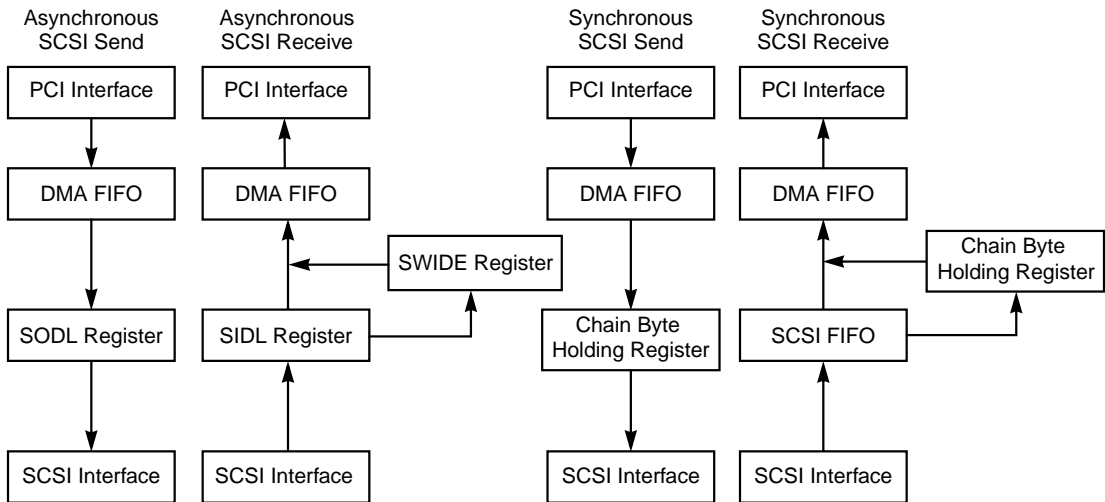 Asynchronous
SCSI Send
PCI Interface
DMA FIFO
SODL Register
SCSI Interface
Asynchronous
SCSI Receive
PCI Interface
DMA FIFO
SWIDE Register
SIDL Register
SCSI Interface
Synchronous
SCSI Send
PCI Interface
DMA FIFO
Chain Byte
Holding Register
SCSI Interface
Synchronous
SCSI Receive
PCI Interface
DMA FIFO
Chain Byte
Holding Register
SCSI FIFO
SCSI Interface